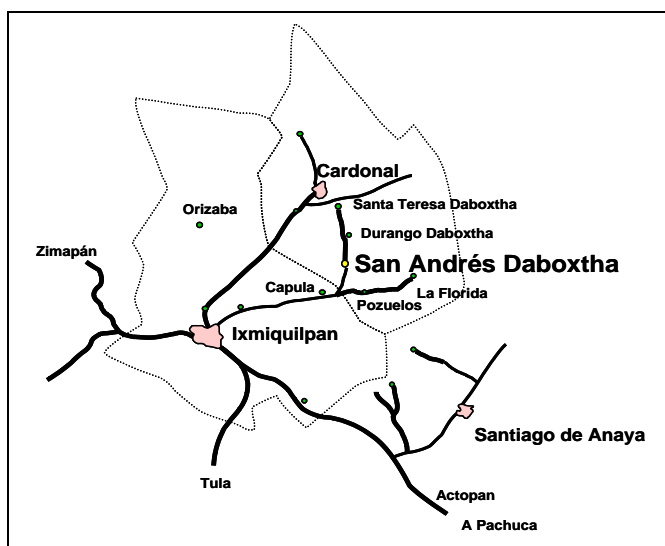 Cardonal
Santa Teresa Daboxtha
Orizaba
Durango Daboxtha
Zimapán
San Andrés Daboxtha
Capula
La Florida
Pozuelos
Ixmiquilpan
Santiago de Anaya
Tula
Actopan
A Pachuca